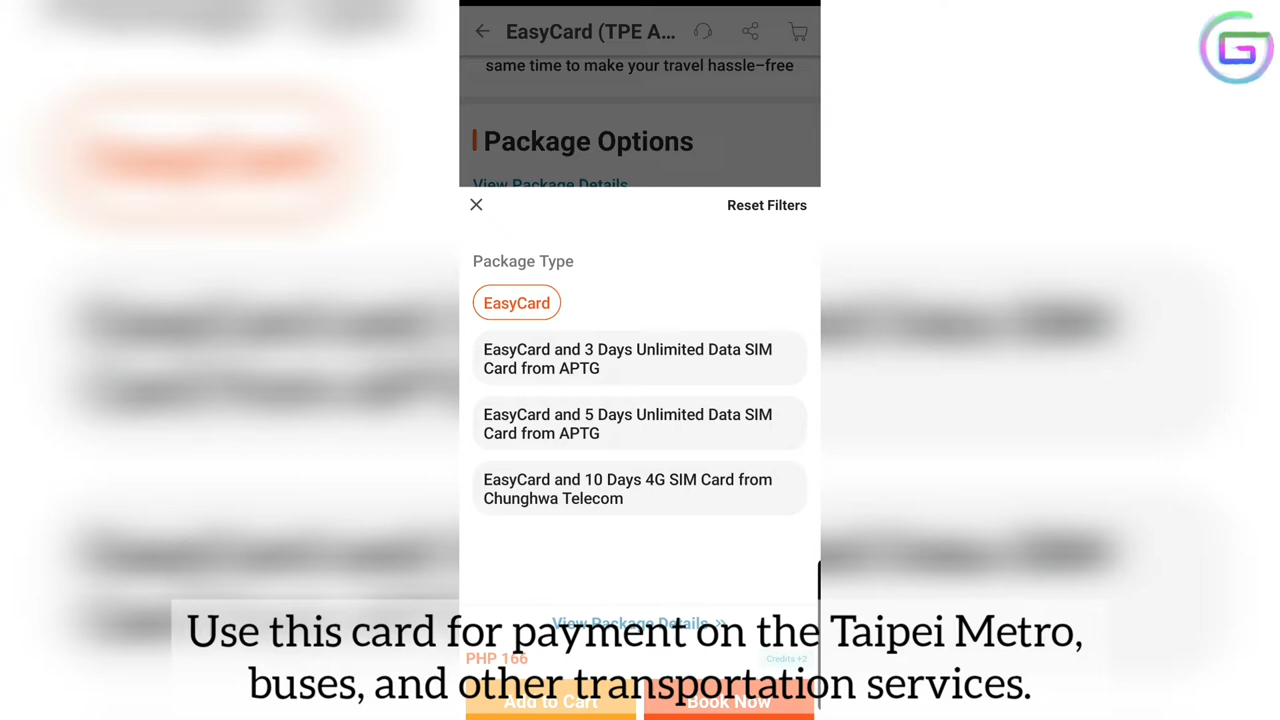 EasyCard (TPE A...
same time to make your travel hassle-free
Package Options
View Package Details
Reset Filters
Package Type
EasyCard
EasyCard and 3 Days Unlimited Data SIM
Card from APTG
EasyCard and 5 Days Unlimited Data SIM
Card from APTG
EasyCard and 10 Days 4G SIM Card from
Chunghwa Telecom
View Package Details »
Use this card for payment on the Taipei Metro,
PHP 166
Credits +2
buses, and other transportation services.
Add to Cart
Book Now